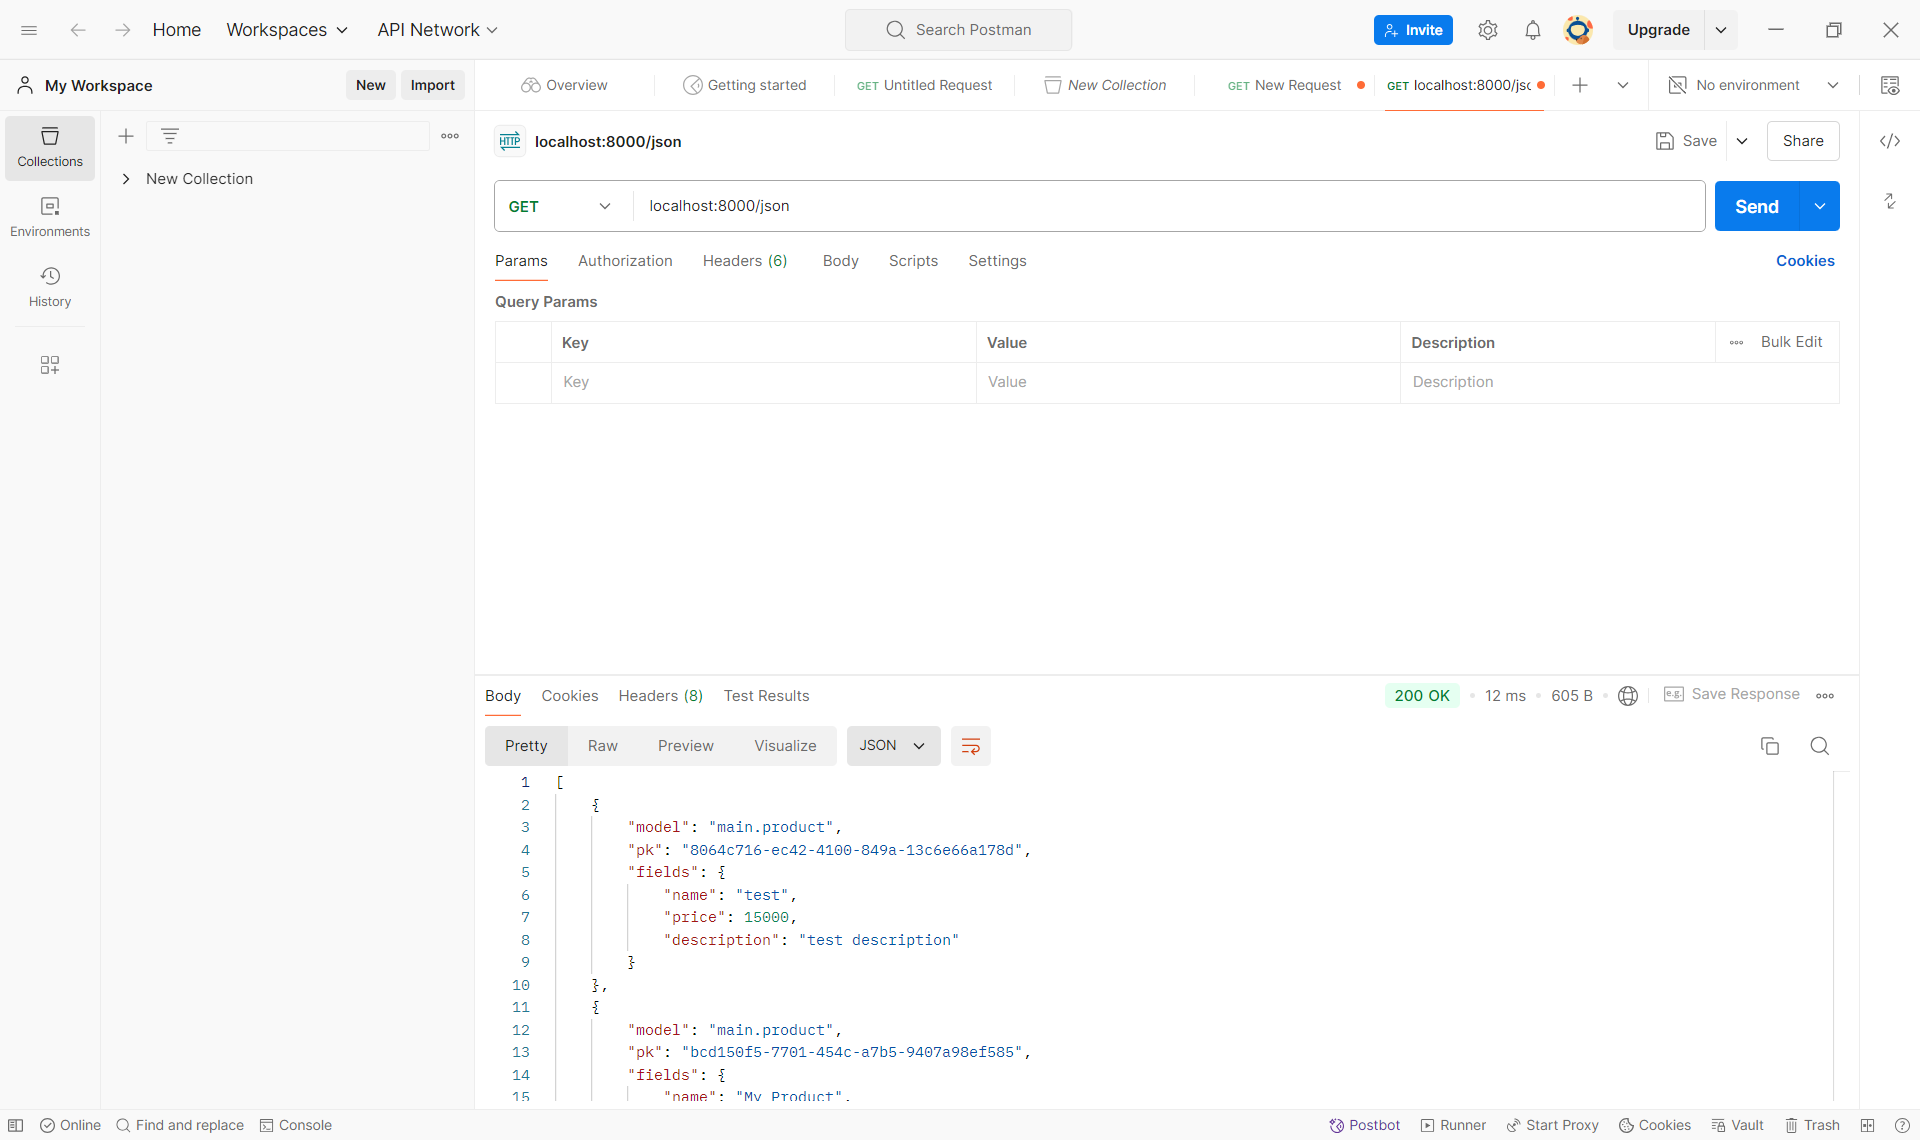 Home Workspaces API Network Search Postman Invite Upgrade
My Workspace New Import Overview Getting started GET Untitled Request New Collection GET New Request GET localhost:8000/jsc No environment
Collections
New Collection
Environments
History
HTTP localhost:8000/json Save Share
GET localhost:8000/json Send
Params Authorization Headers (6) Body Scripts Settings Cookies
Query Params
Key Value Description Bulk Edit
Key Value Description
Body Cookies Headers (8) Test Results 200 OK 12 ms 605 B e.g. Save Response
Pretty Raw Preview Visualize JSON
1 [
2 {
3 "model": "main.product",
4 "pk": "8064c716-ec42-4100-849a-13c6e66a178d",
5 "fields": {
6 "name": "test",
7 "price": 15000,
8 "description": "test description"
9 }
10 },
11 {
12 "model": "main.product",
13 "pk": "bcd150f5-7701-454c-a7b5-9407a98ef585",
14 "fields": {
15 "name": "My Product",
Online Find and replace Console Postbot Runner Start Proxy Cookies Vault Trash